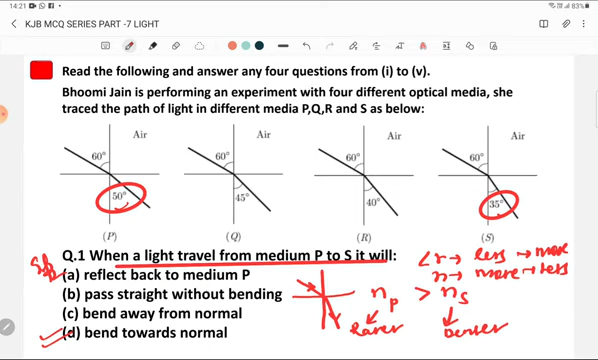 14:21
83%
KJB MCQ SERIES PART -7 LIGHT
Read the following and answer any four questions from (i) to (v).
Bhoomi Jain is performing an experiment with four different optical media, she
traced the path of light in different media P,Q,R and S as below:
Air Air Air Air
60° 60° 60° 60°
50° 45° 40° 35°
(P) (Q) (R) (S)
Q.1 When a light travel from medium P to S it will:
(a) reflect back to medium P
(b) pass straight without bending
(c) bend away from normal
(d) bend towards normal
∠r→ less → more
n→ more→less
n_p > n_s
Rarer Denser